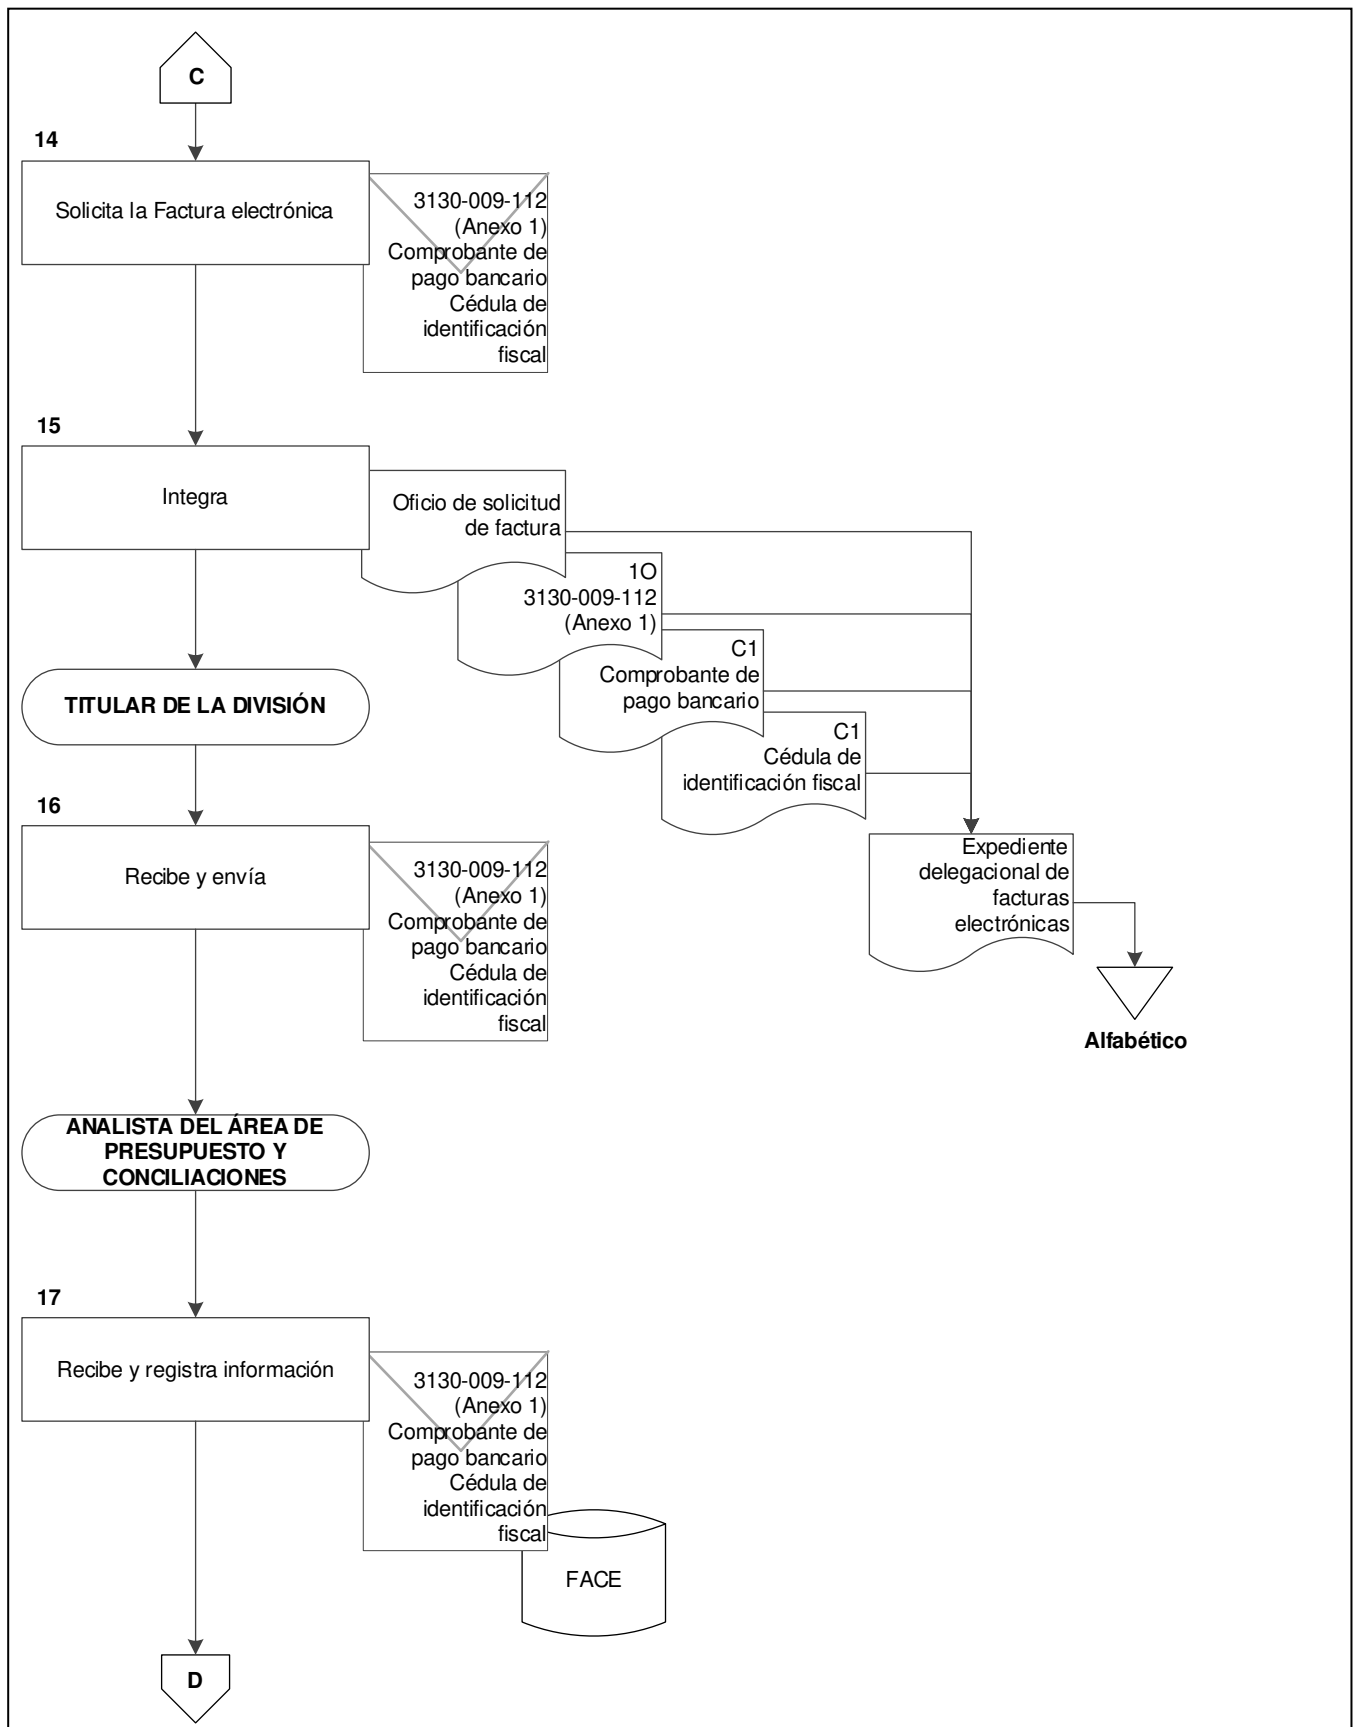 C
14
Solicita la Factura electrónica
3130-009-112
(Anexo 1)
Comprobante de
pago bancario
Cédula de
identificación
fiscal
15
Integra
Oficio de solicitud
de factura
1O
3130-009-112
(Anexo 1)
C1
Comprobante de
pago bancario
C1
Cédula de
identificación fiscal
Expediente
delegacional de
facturas
electrónicas
Alfabético
TITULAR DE LA DIVISIÓN
16
Recibe y envía
3130-009-112
(Anexo 1)
Comprobante de
pago bancario
Cédula de
identificación
fiscal
ANALISTA DEL ÁREA DE
PRESUPUESTO Y
CONCILIACIONES
17
Recibe y registra información
3130-009-112
(Anexo 1)
Comprobante de
pago bancario
Cédula de
identificación
fiscal
FACE
D